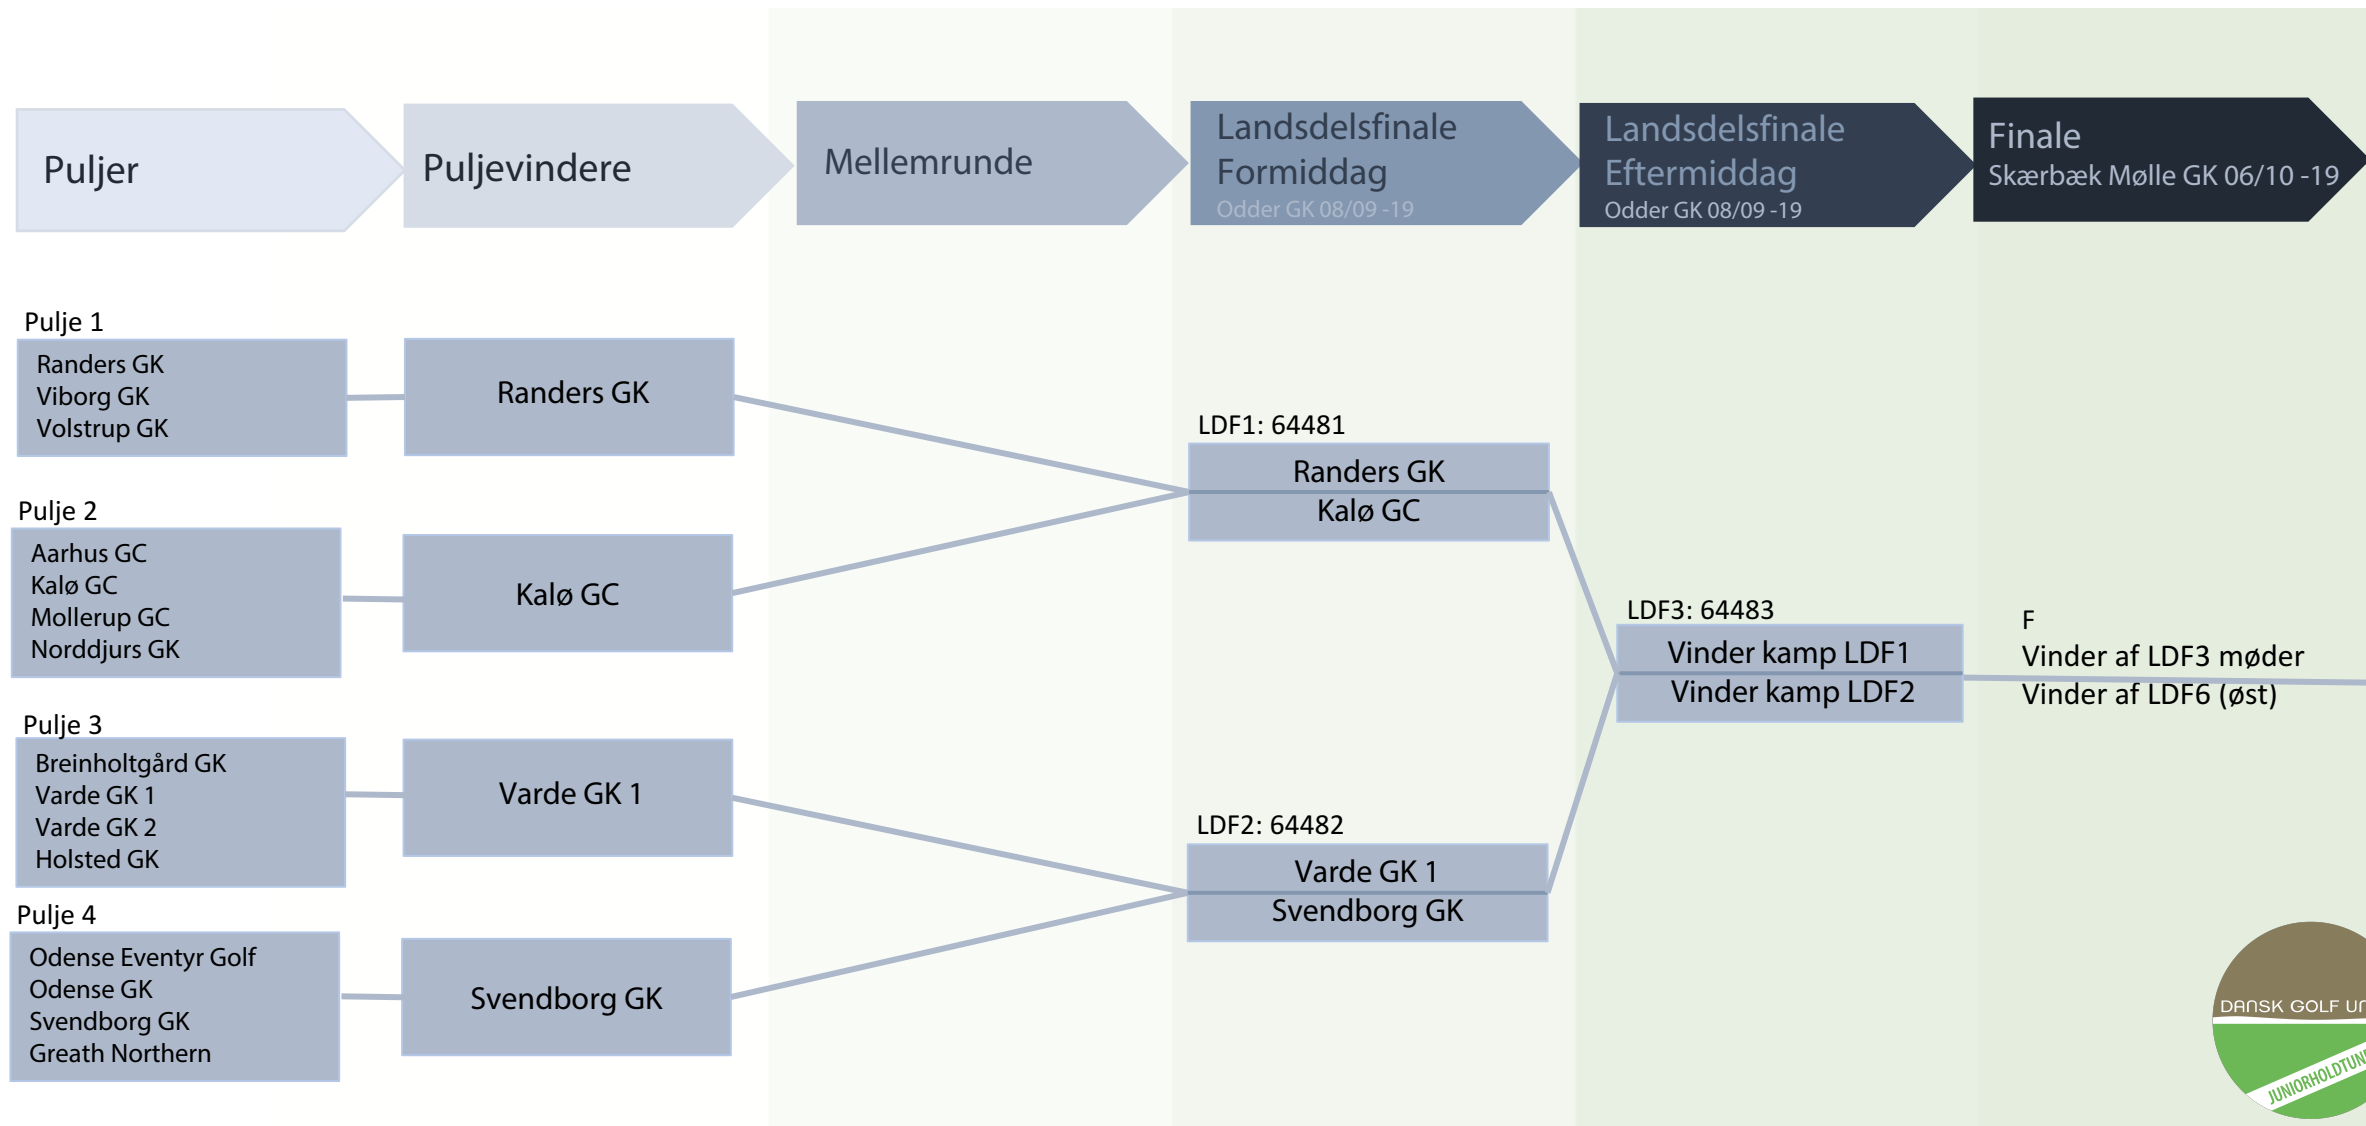 Puljer
Puljevindere
Mellemrunde
Landsdelsfinale
Formiddag
Odder GK 08/09 -19
Landsdelsfinale
Eftermiddag
Odder GK 08/09 -19
Finale
Skærbæk Mølle GK 06/10 -19
Pulje 1
Randers GK
Viborg GK
Volstrup GK
Randers GK
Pulje 2
Aarhus GC
Kalø GC
Mollerup GC
Norddjurs GK
Kalø GC
Pulje 3
Breinholtgård GK
Varde GK 1
Varde GK 2
Holsted GK
Varde GK 1
Pulje 4
Odense Eventyr Golf
Odense GK
Svendborg GK
Greath Northern
Svendborg GK
LDF1: 64481
Randers GK
Kalø GC
LDF2: 64482
Varde GK 1
Svendborg GK
LDF3: 64483
Vinder kamp LDF1
Vinder kamp LDF2
F
Vinder af LDF3 møder
Vinder af LDF6 (øst)
DANSK GOLF